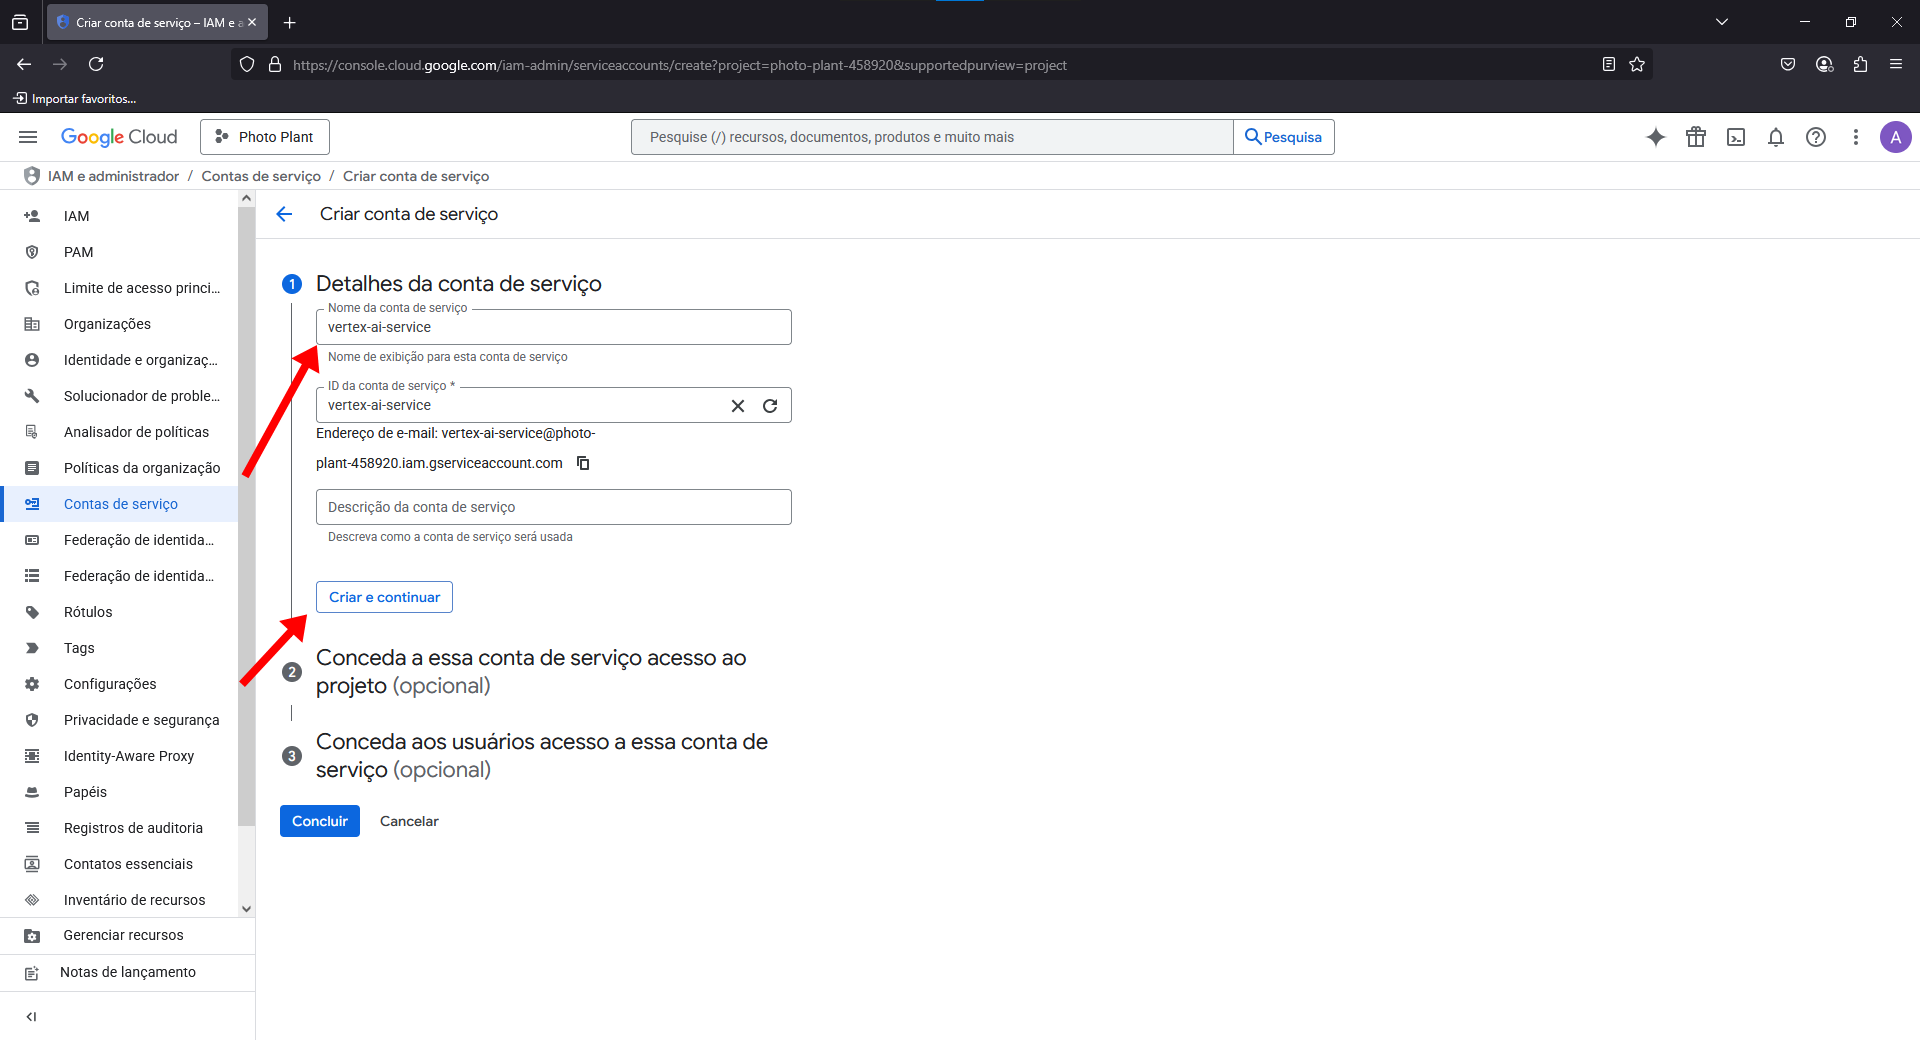 Criar conta de serviço – IAM e a
https://console.cloud.google.com/iam-admin/serviceaccounts/create?project=photo-plant-458920&supportedpurview=project
Importar favoritos...
Google Cloud
Photo Plant
Pesquise (/) recursos, documentos, produtos e muito mais
Pesquisa
A
IAM e administrador / Contas de serviço / Criar conta de serviço
IAM
PAM
Limite de acesso princi...
Organizações
Identidade e organizaç...
Solucionador de proble...
Analisador de políticas
Políticas da organização
Contas de serviço
Federação de identida...
Federação de identida...
Rótulos
Tags
Configurações
Privacidade e segurança
Identity-Aware Proxy
Papéis
Registros de auditoria
Contatos essenciais
Inventário de recursos
Gerenciar recursos
Notas de lançamento
Criar conta de serviço
1 Detalhes da conta de serviço
Nome da conta de serviço
vertex-ai-service
Nome de exibição para esta conta de serviço
ID da conta de serviço *
vertex-ai-service
Endereço de e-mail: vertex-ai-service@photo-
plant-458920.iam.gserviceaccount.com
Descrição da conta de serviço
Descreva como a conta de serviço será usada
Criar e continuar
2 Conceda a essa conta de serviço acesso ao
projeto (opcional)
3 Conceda aos usuários acesso a essa conta de
serviço (opcional)
Concluir
Cancelar